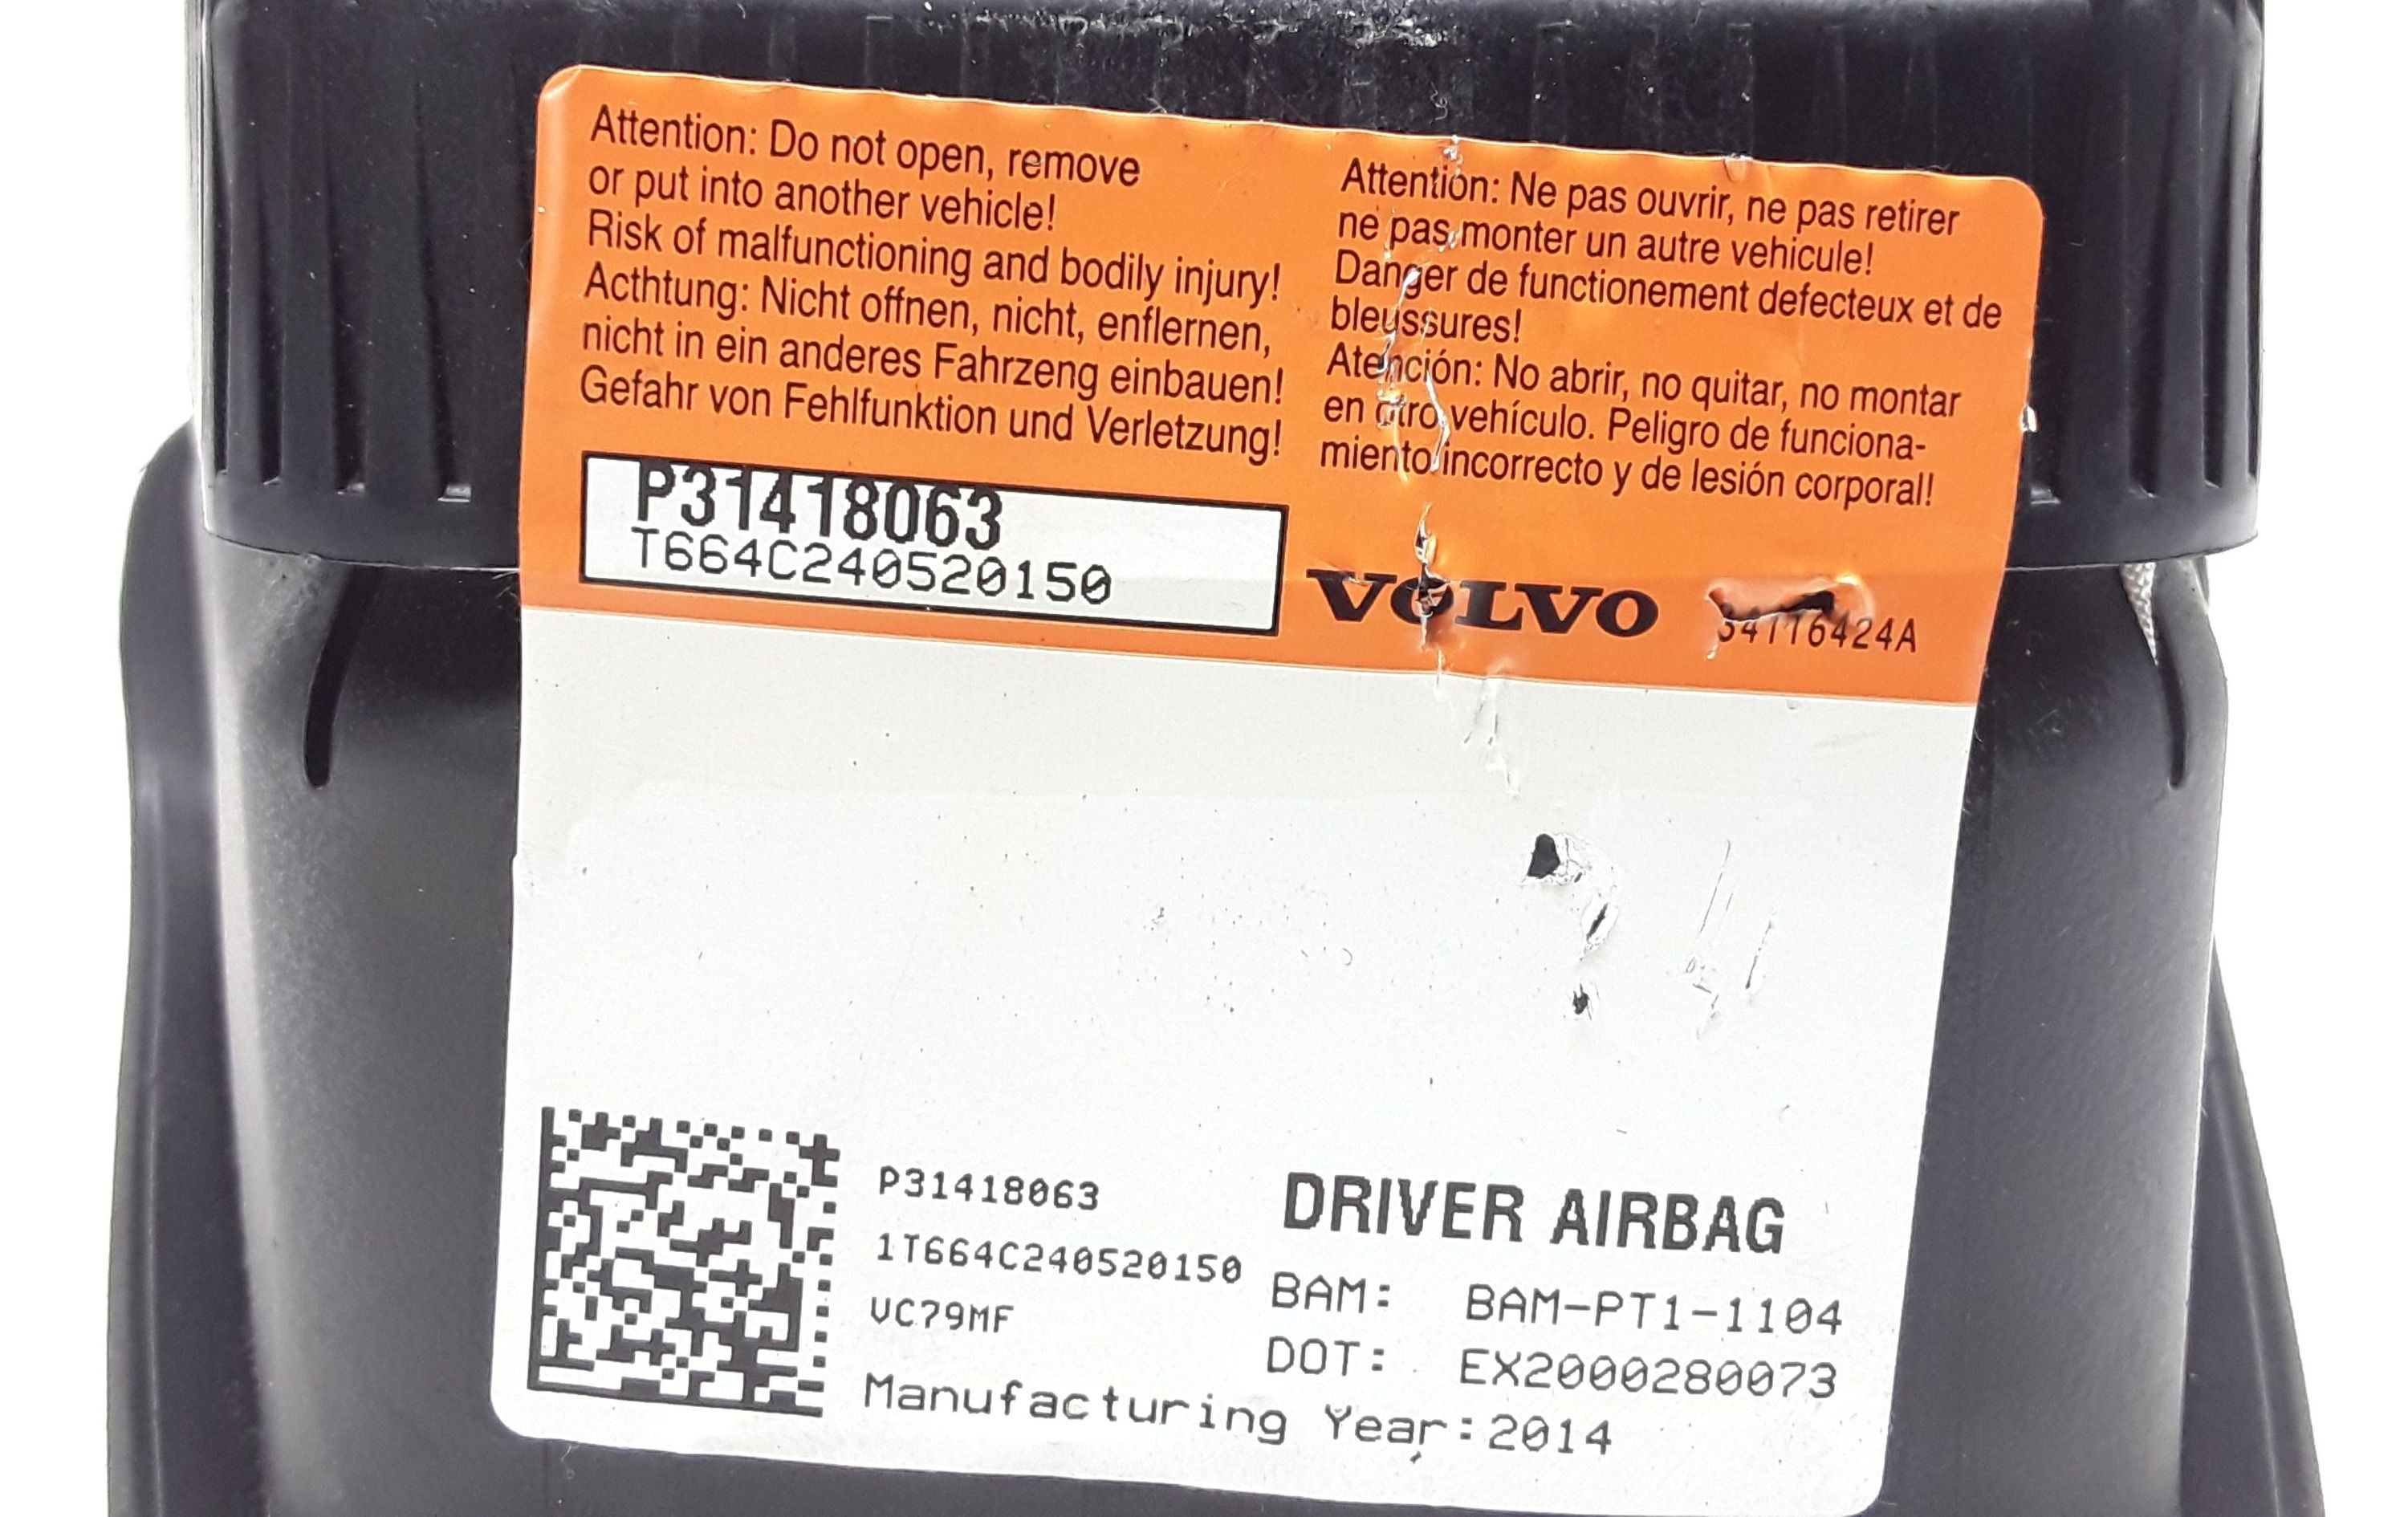 Attention: Do not open, remove
or put into another vehicle!
Risk of malfunctioning and bodily injury!
Acthtung: Nicht offnen, nicht, enflernen,
nicht in ein anderes Fahrzeng einbauen!
Gefahr von Fehlfunktion und Verletzung!
Attention: Ne pas ouvrir, ne pas retirer
ne pas monter un autre vehicule!
Danger de functionement defecteux et de
bleussures!
Atención: No abrir, no quitar, no montar
en otro vehículo. Peligro de funciona-
miento incorrecto y de lesión corporal!
P31418063
T664C240520150
VOLVO
P31418063
1T664C240520150
VC79MF
DRIVER AIRBAG
BAM: BAM-PT1-1104
DOT: EX2000280073
Manufacturing Year:2014